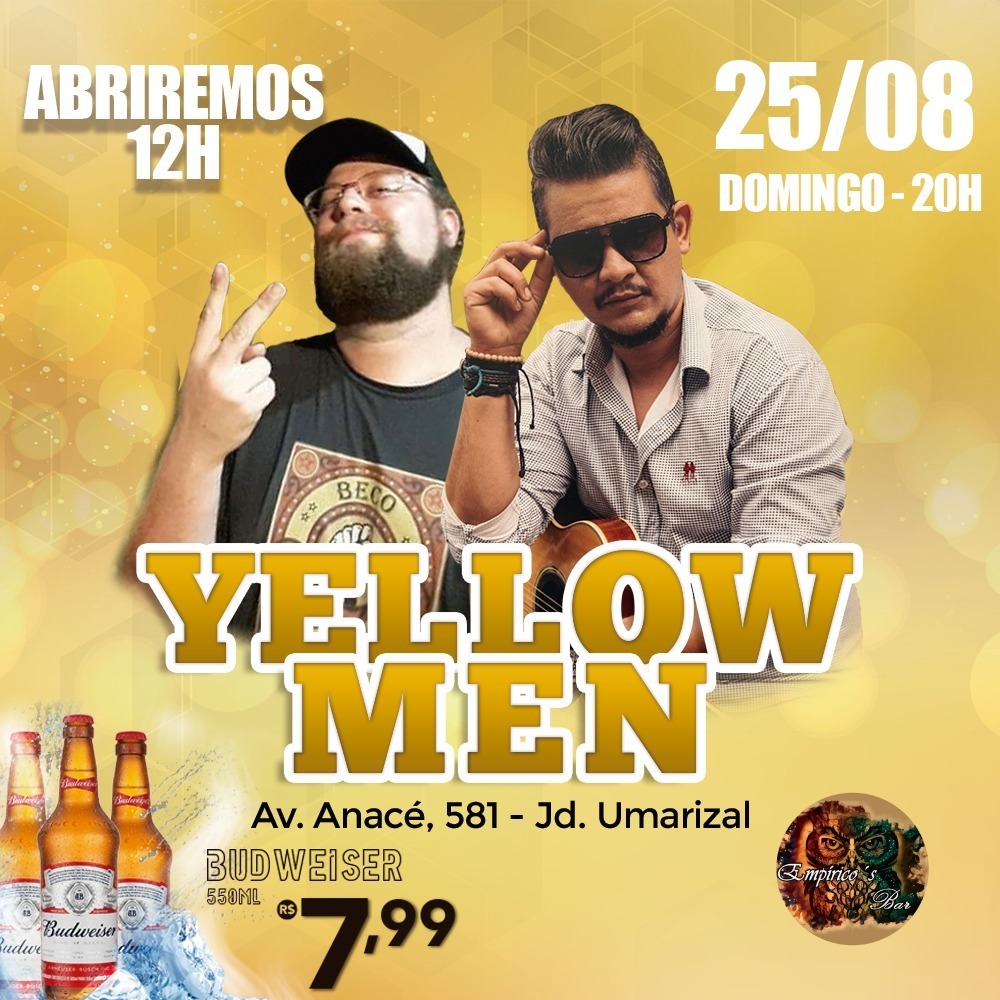 ABRIREMOS
12H
25/08
DOMINGO - 20H
BECO
YELLOW
MEN
Av. Anacé, 581 - Jd. Umarizal
BUDWEISER
550ML
R$ 7,99
Budweiser
Budweiser
Budweiser
Budweiser
Empírico´s
Bar